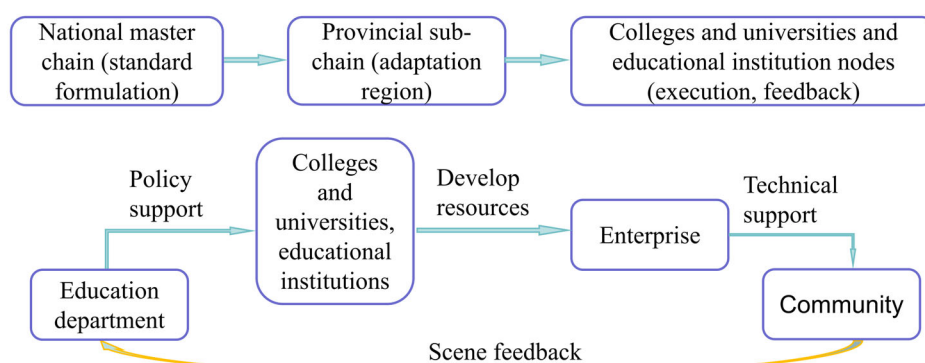 National master
chain (standard
formulation)
Provincial sub-
chain (adaptation
region)
Colleges and universities and
educational institution nodes
(execution, feedback)
Policy
support
Colleges
and
universities,
educational
institutions
Develop
resources
Enterprise
Technical
support
Education
department
Community
Scene feedback